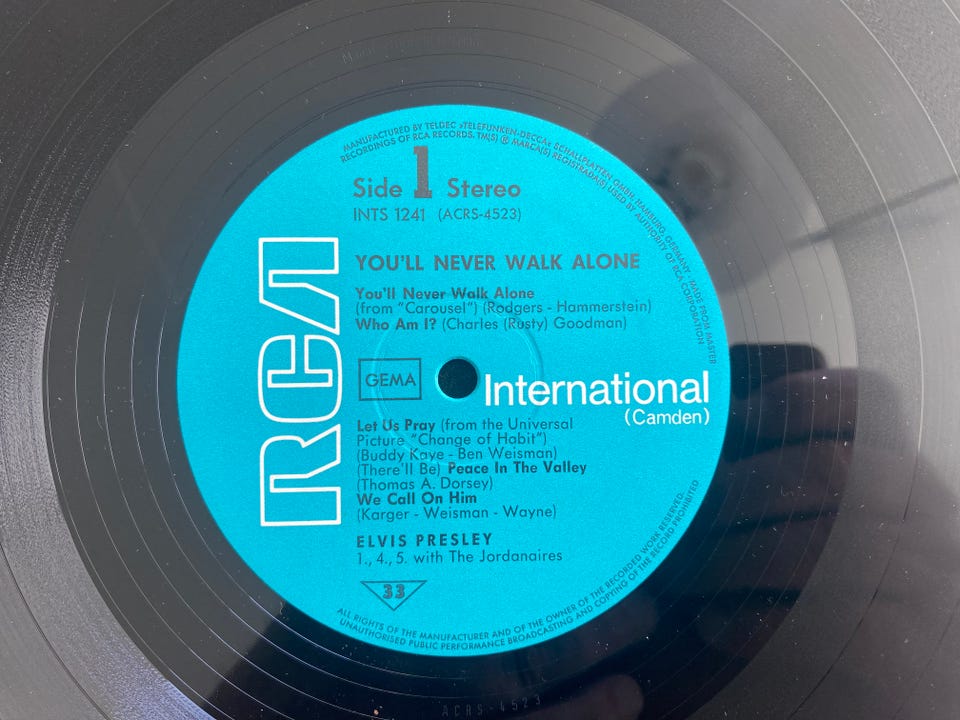 MANUFACTURED BY TELDEC »TELEFUNKEN-DECCA« SCHALLPLATTEN GMBH, HAMBURG, GERMANY · MADE FROM MASTER
RECORDINGS OF RCA RECORDS. TM(S) ® MARCA(S) REGISTRADA(S) USED BY AUTHORITY OF RCA CORPORATION.
Side 1 Stereo
INTS 1241 (ACRS-4523)
RCA
YOU'LL NEVER WALK ALONE
You'll Never Walk Alone
(from "Carousel") (Rodgers - Hammerstein)
Who Am I? (Charles (Rusty) Goodman)
GEMA
International
(Camden)
Let Us Pray (from the Universal
Picture "Change of Habit")
(Buddy Kaye - Ben Weisman)
(There'll Be) Peace In The Valley
(Thomas A. Dorsey)
We Call On Him
(Karger - Weisman - Wayne)
ELVIS PRESLEY
1., 4., 5. with The Jordanaires
33
ALL RIGHTS OF THE MANUFACTURER AND OF THE OWNER OF THE RECORDED WORK RESERVED.
UNAUTHORISED PUBLIC PERFORMANCE BROADCASTING AND COPYING OF THE RECORD PROHIBITED
ACRS-4523